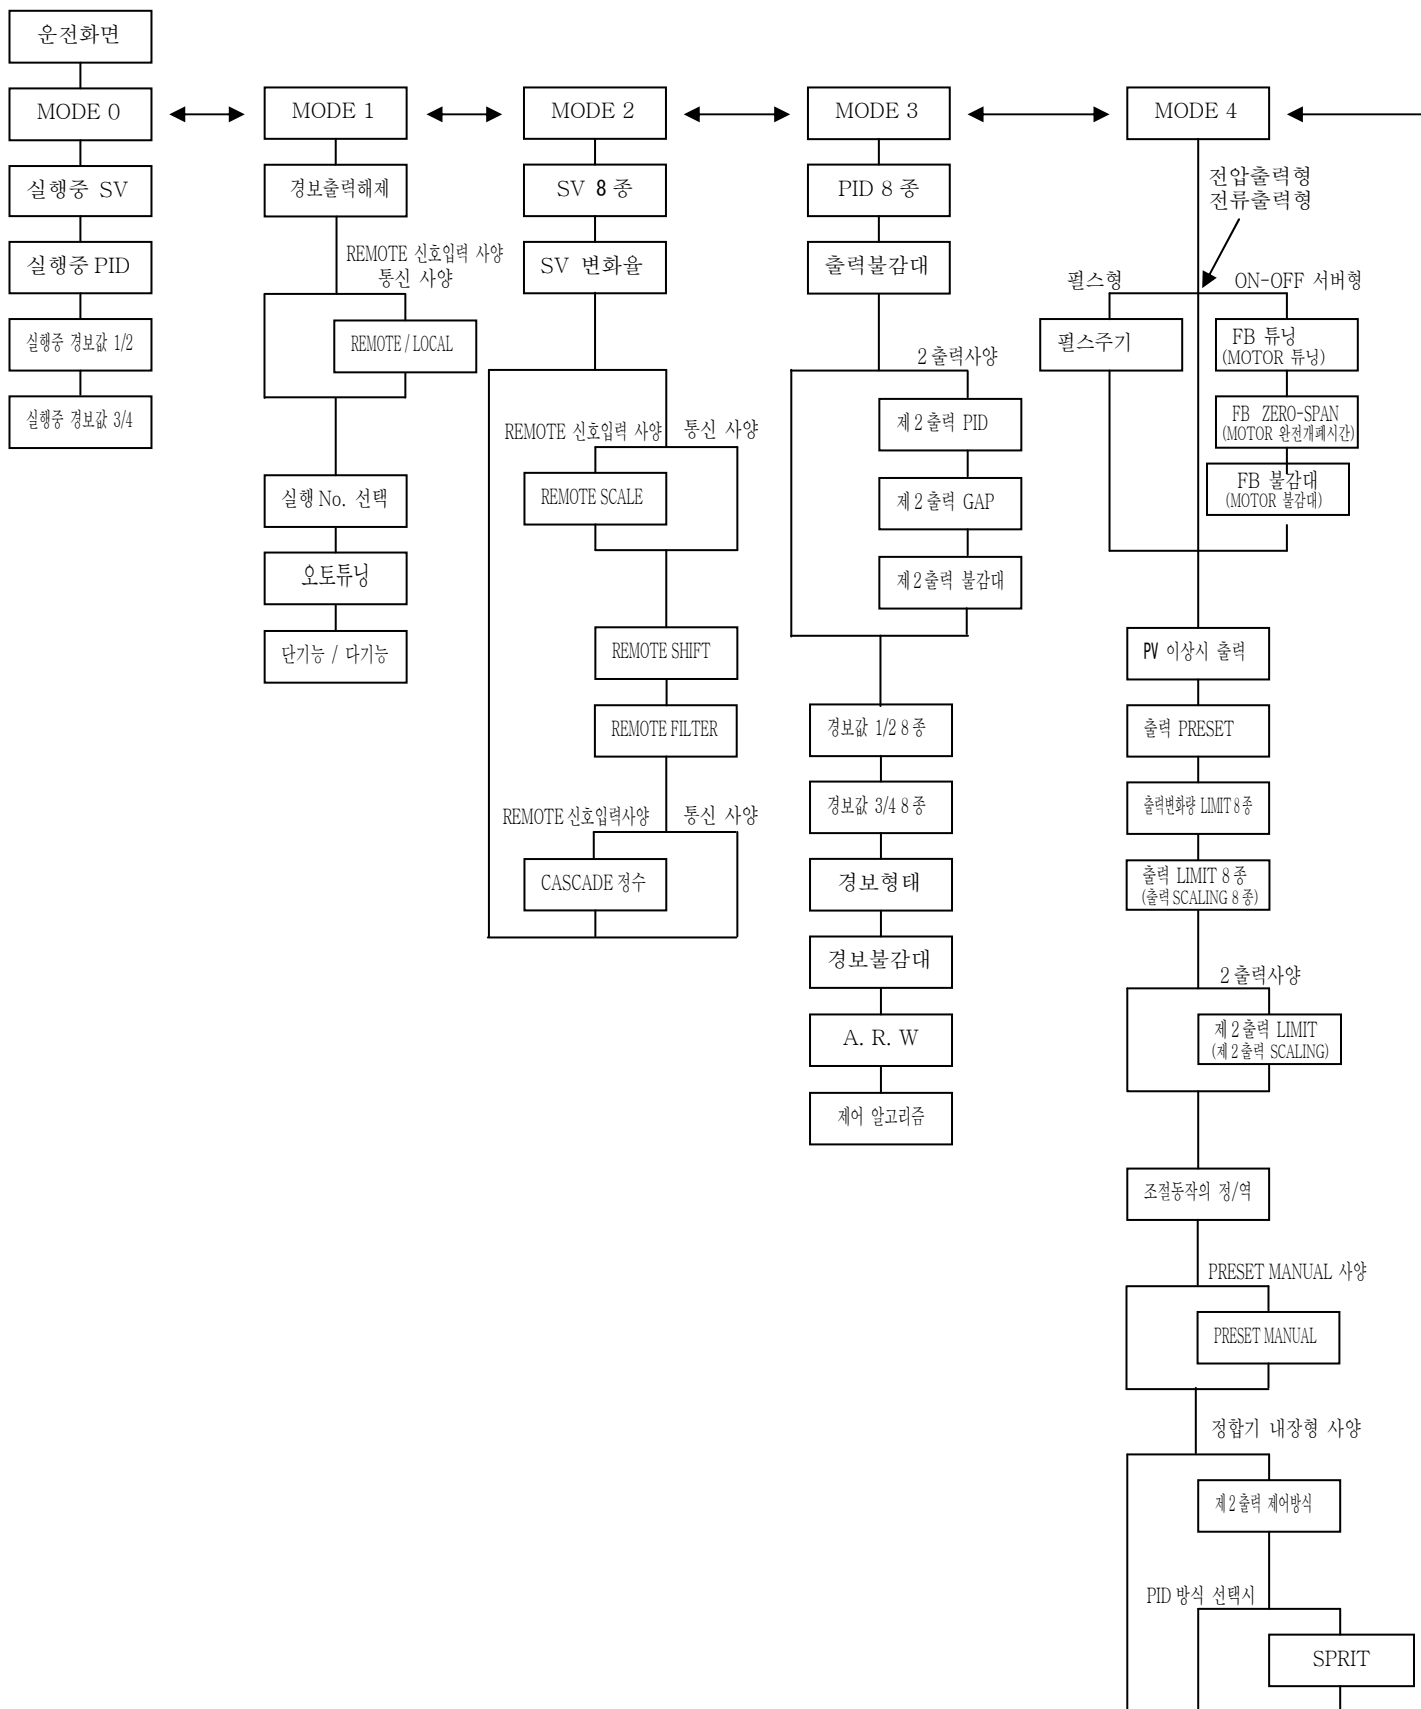 운전화면
MODE 0
실행중 SV
실행중 PID
실행중 경보값 1/2
실행중 경보값 3/4
MODE 1
경보출력해제
REMOTE 신호입력 사양
통신 사양
REMOTE / LOCAL
실행 No. 선택
오토튜닝
단기능 / 다기능
MODE 2
SV 8 종
SV 변화율
REMOTE 신호입력 사양
통신 사양
REMOTE SCALE
REMOTE SHIFT
REMOTE FILTER
REMOTE 신호입력사양
통신 사양
CASCADE 정수
MODE 3
PID 8 종
출력불감대
2 출력사양
제 2 출력 PID
제 2 출력 GAP
제 2 출력 불감대
경보값 1/2 8 종
경보값 3/4 8 종
경보형태
경보불감대
A. R. W
제어 알고리즘
MODE 4
전압출력형
전류출력형
펄스형
ON-OFF 서버형
펄스주기
FB 튜닝
(MOTOR 튜닝)
FB ZERO-SPAN
(MOTOR 완전개폐시간)
FB 불감대
(MOTOR 불감대)
PV 이상시 출력
출력 PRESET
출력변화량 LIMIT 8 종
출력 LIMIT 8 종
(출력 SCALING 8 종)
2 출력사양
제 2 출력 LIMIT
(제 2 출력 SCALING)
조절동작의 정/역
PRESET MANUAL 사양
PRESET MANUAL
정합기 내장형 사양
제 2 출력 제어방식
PID 방식 선택시
SPRIT